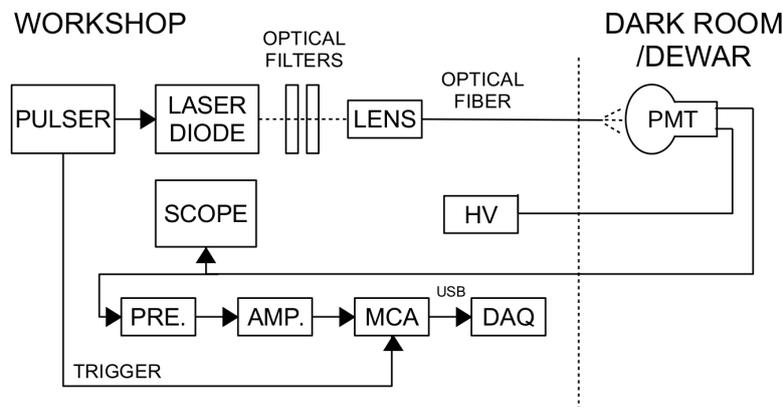 WORKSHOP
DARK ROOM
/DEWAR
OPTICAL
FILTERS
OPTICAL
FIBER
PULSER
LASER
DIODE
LENS
PMT
SCOPE
HV
USB
PRE.
AMP.
MCA
DAQ
TRIGGER